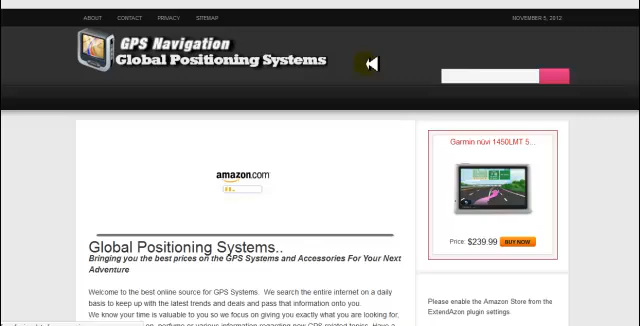 ABOUT CONTACT PRIVACY SITEMAP NOVEMBER 5, 2012
GPS Navigation
Global Positioning Systems
amazon.com
Garmin nüvi 1450LMT 5...
Price: $239.99 BUY NOW
Global Positioning Systems..
Bringing you the best prices on the GPS Systems and Accessories For Your Next
Adventure
Welcome to the best online source for GPS Systems. We search the entire internet on a daily
basis to keep up with the latest trends and deals and pass that information onto you.
We know your time is valuable to you so we focus on giving you exactly what you are looking for,
Please enable the Amazon Store from the
ExtendAzon plugin settings